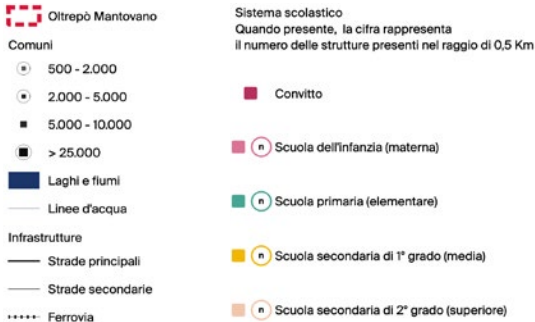 Oltrepò Mantovano
Comuni
500 - 2.000
2.000 - 5.000
5.000 - 10.000
> 25.000
Laghi e fiumi
Linee d'acqua
Infrastrutture
Strade principali
Strade secondarie
Ferrovia
Sistema scolastico
Quando presente, la cifra rappresenta
il numero delle strutture presenti nel raggio di 0,5 Km
Convitto
n Scuola dell'infanzia (materna)
n Scuola primaria (elementare)
n Scuola secondaria di 1° grado (media)
n Scuola secondaria di 2° grado (superiore)